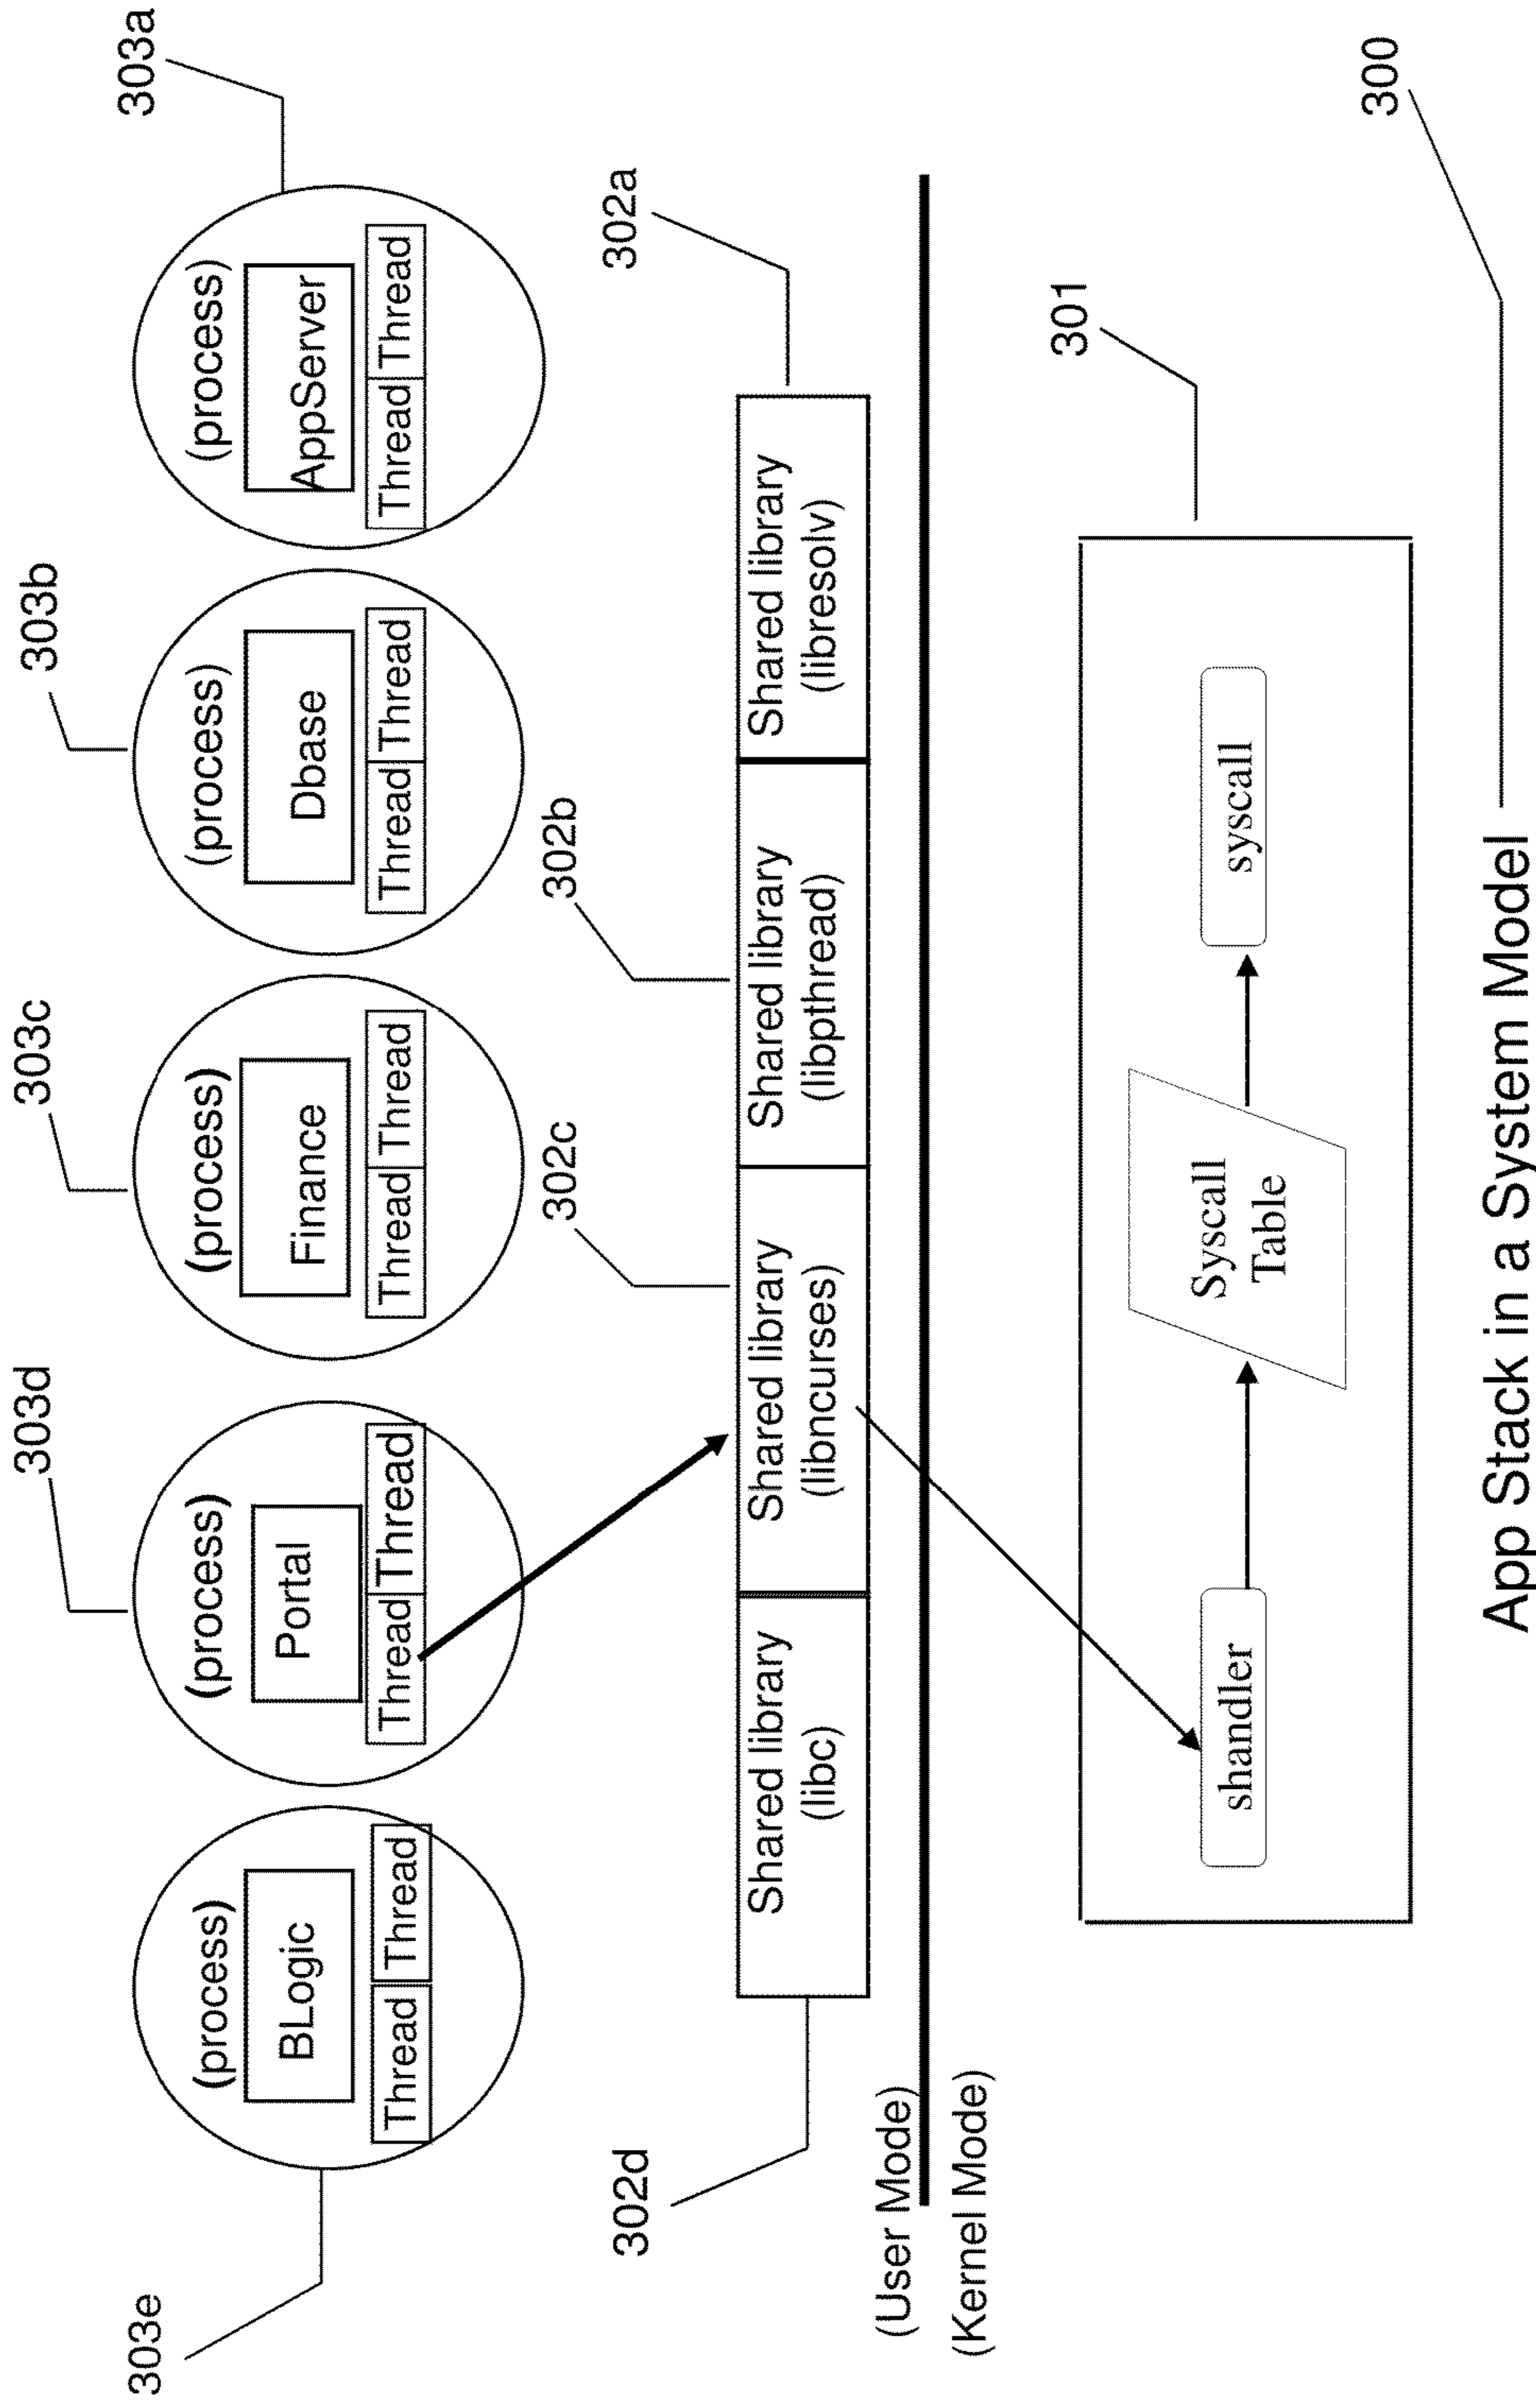 303e
303d
303c
303b
303a
(process)
BLogic
Thread
Thread
(process)
Portal
Thread
Thread
(process)
Finance
Thread
Thread
(process)
Dbase
Thread
Thread
(process)
AppServer
Thread
Thread
302d
302c
302b
302a
Shared library
(libc)
Shared library
(libncurses)
Shared library
(libpthread)
Shared library
(libresolv)
(User Mode)
(Kernel Mode)
301
shandler
Syscall
Table
syscall
300
App Stack in a System Model